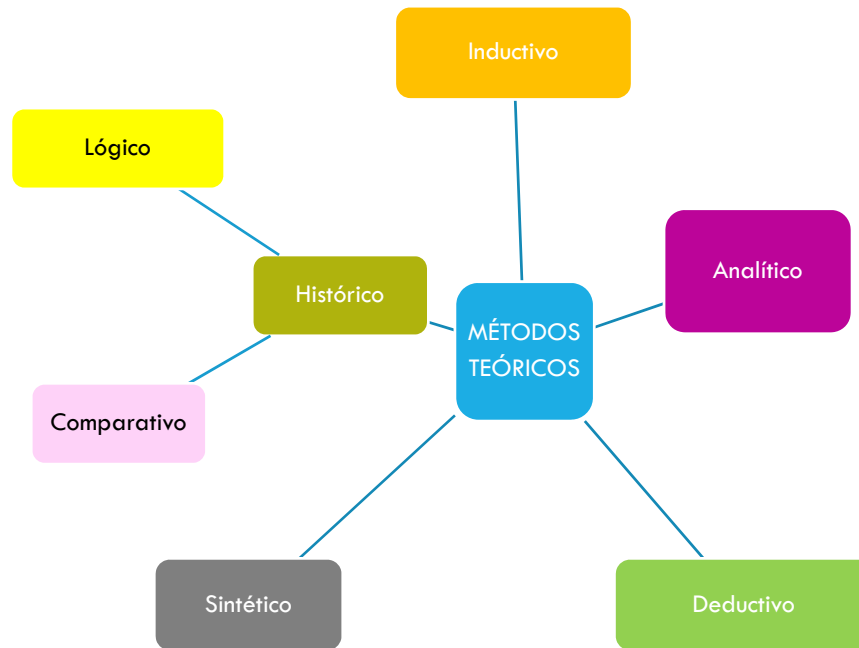 Inductivo
Lógico
Analítico
Histórico
MÉTODOS
TEÓRICOS
Comparativo
Sintético
Deductivo